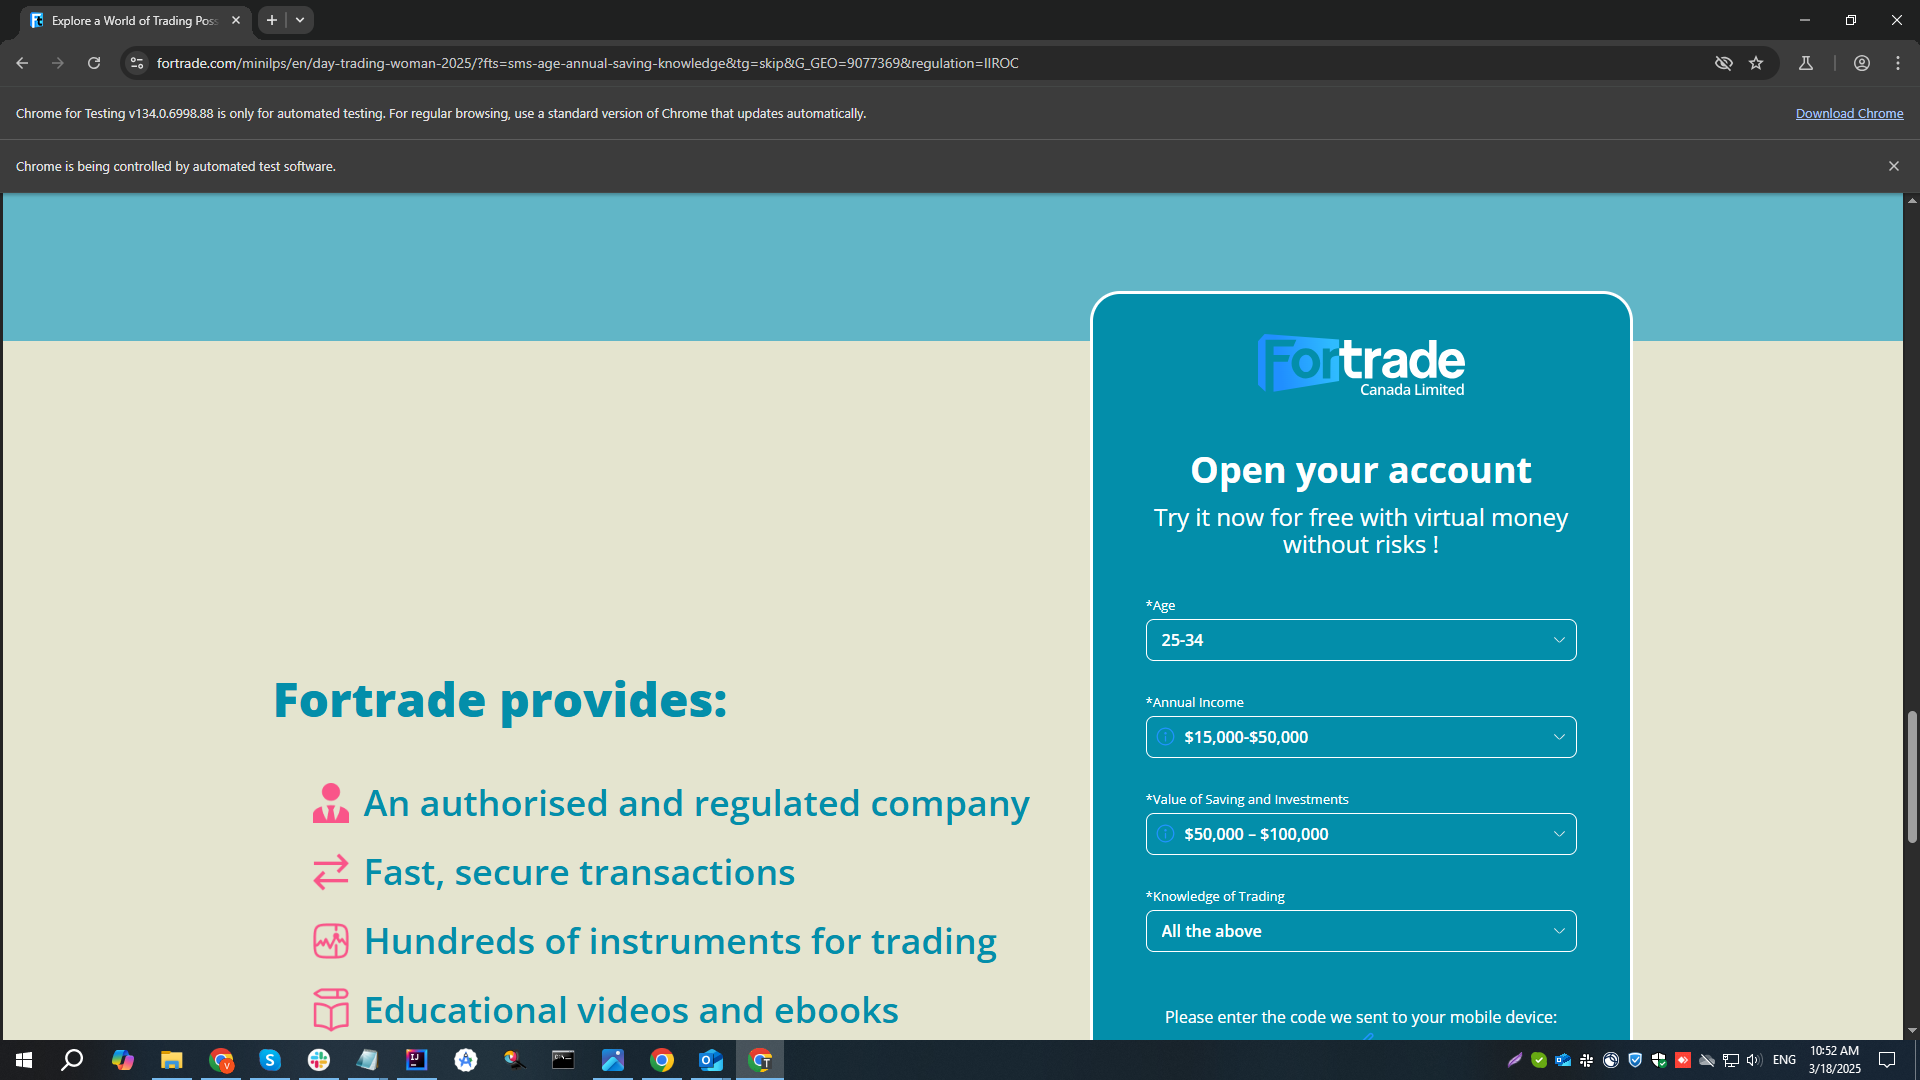 Explore a World of Trading Poss
fortrade.com/minilps/en/day-trading-woman-2025/?fts=sms-age-annual-saving-knowledge&tg=skip&G_GEO=9077369&regulation=IIROC
Chrome for Testing v134.0.6998.88 is only for automated testing. For regular browsing, use a standard version of Chrome that updates automatically.
Download Chrome
Chrome is being controlled by automated test software.
Fortrade
Canada Limited
Open your account
Try it now for free with virtual money
without risks !
*Age
25-34
*Annual Income
$15,000-$50,000
*Value of Saving and Investments
$50,000 – $100,000
*Knowledge of Trading
All the above
Please enter the code we sent to your mobile device:
Fortrade provides:
An authorised and regulated company
Fast, secure transactions
Hundreds of instruments for trading
Educational videos and ebooks
ENG
10:52 AM
3/18/2025